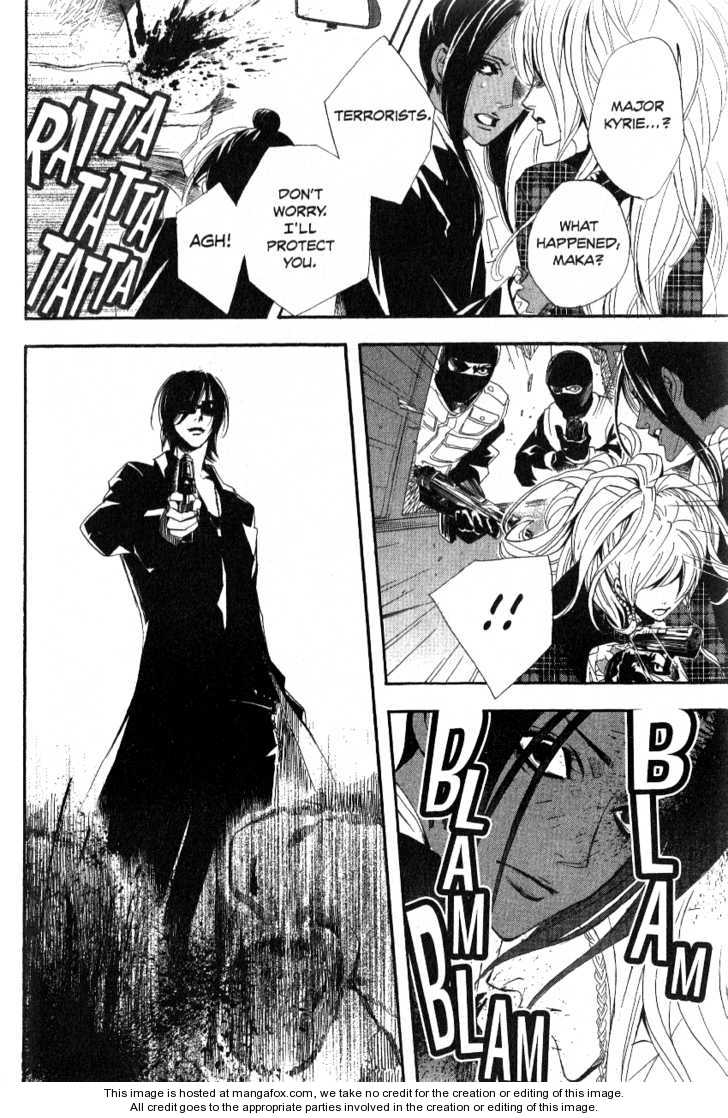 MAJOR
KYRIE...?
WHAT
HAPPENED,
MAKA?
TERRORISTS.
DON'T
WORRY.
I'LL
PROTECT
YOU.
AGH!
RATTA
TATTA
TATTA
!!
BLAM
BLAM
BLAM
This image is hosted at mangafox.com, we take no credit for the creation or editing of this image.
All credit goes to the appropriate parties involved in the creation or editing of this image.